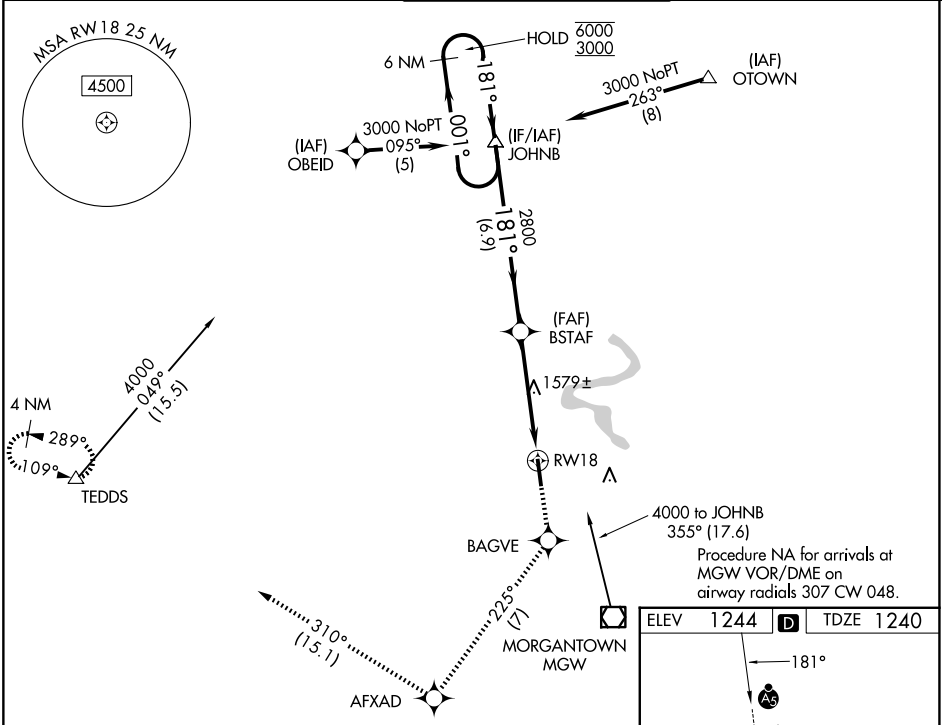 MSA RW18 25 NM
4500
HOLD
6000
3000
6 NM
181°
001°
3000 NoPT
263°
(8)
(IAF)
OTOWN
3000 NoPT
095°
(5)
(IAF)
OBEID
(IF/IAF)
JOHNB
2800
181°
(6.9)
(FAF)
BSTAF
1579±
4000
049°
(15.5)
4 NM
289°
109°
TEDDS
RW18
4000 to JOHNB
355° (17.6)
BAGVE
Procedure NA for arrivals at
MGW VOR/DME on
airway radials 307 CW 048.
225°
(7)
310°
(15.1)
MORGANTOWN
MGW
AFXAD
ELEV 1244 D TDZE 1240
181°
A5